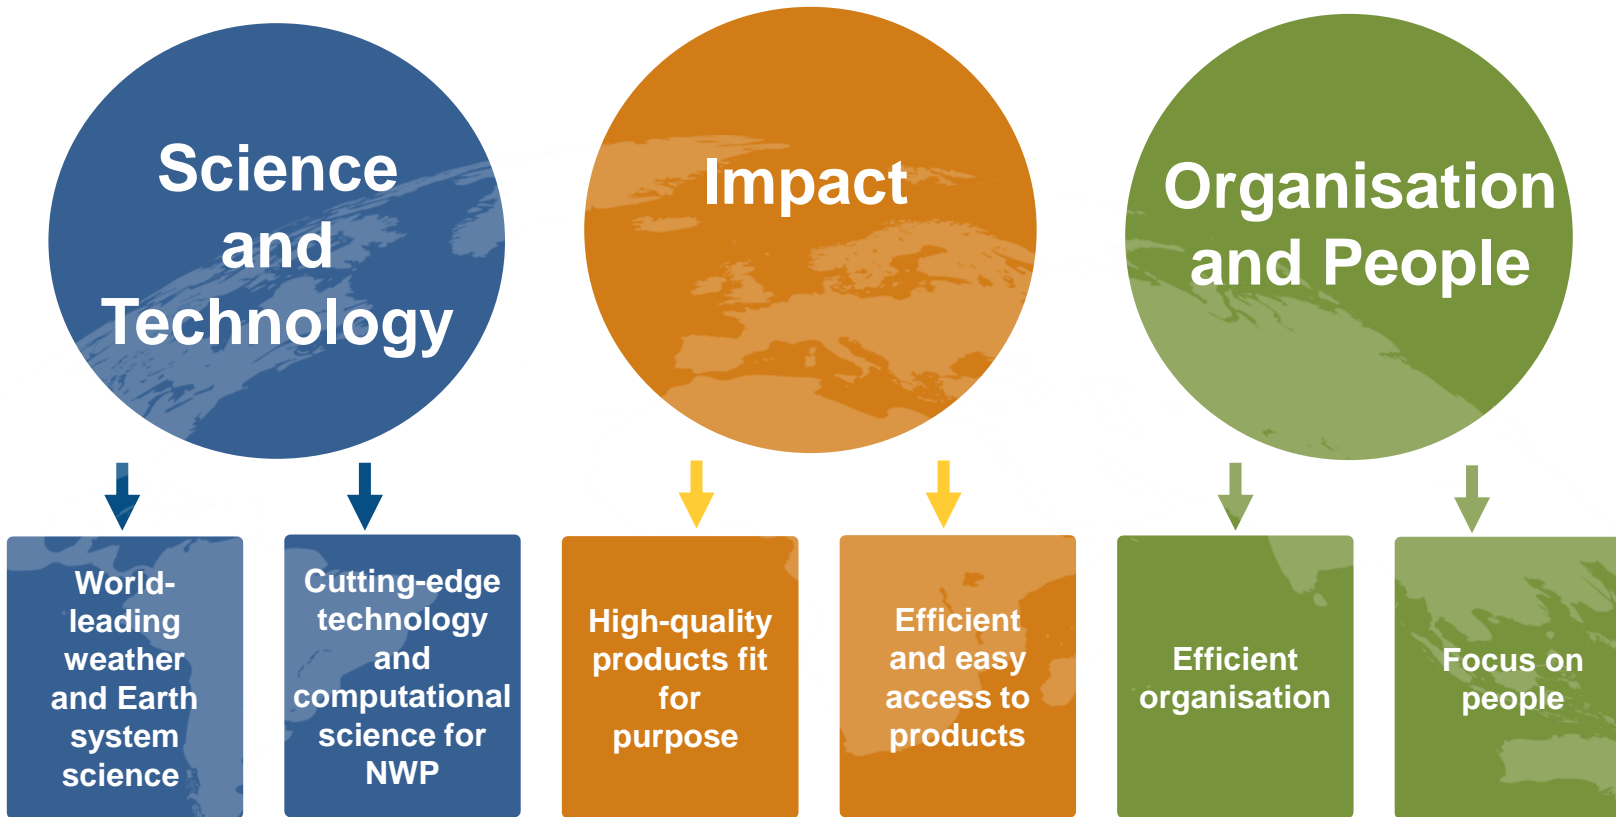 Science
and
Technology
Impact
Organisation
and People
World-
leading
weather
and Earth
system
science
Cutting-edge
technology
and
computational
science for
NWP
High-quality
products fit
for
purpose
Efficient
and easy
access to
products
Efficient
organisation
Focus on
people